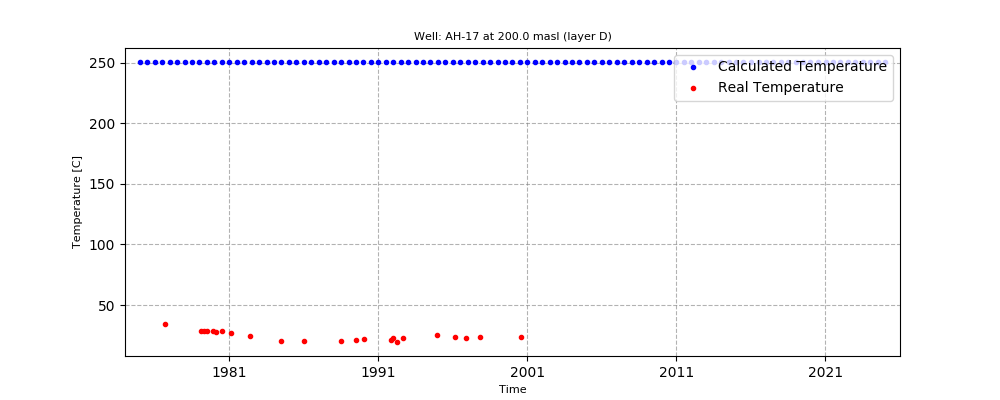 Well: AH-17 at 200.0 masl (layer D)
Calculated Temperature
Real Temperature
Temperature [C]
250
200
150
100
50
1981 1991 2001 2011 2021
Time